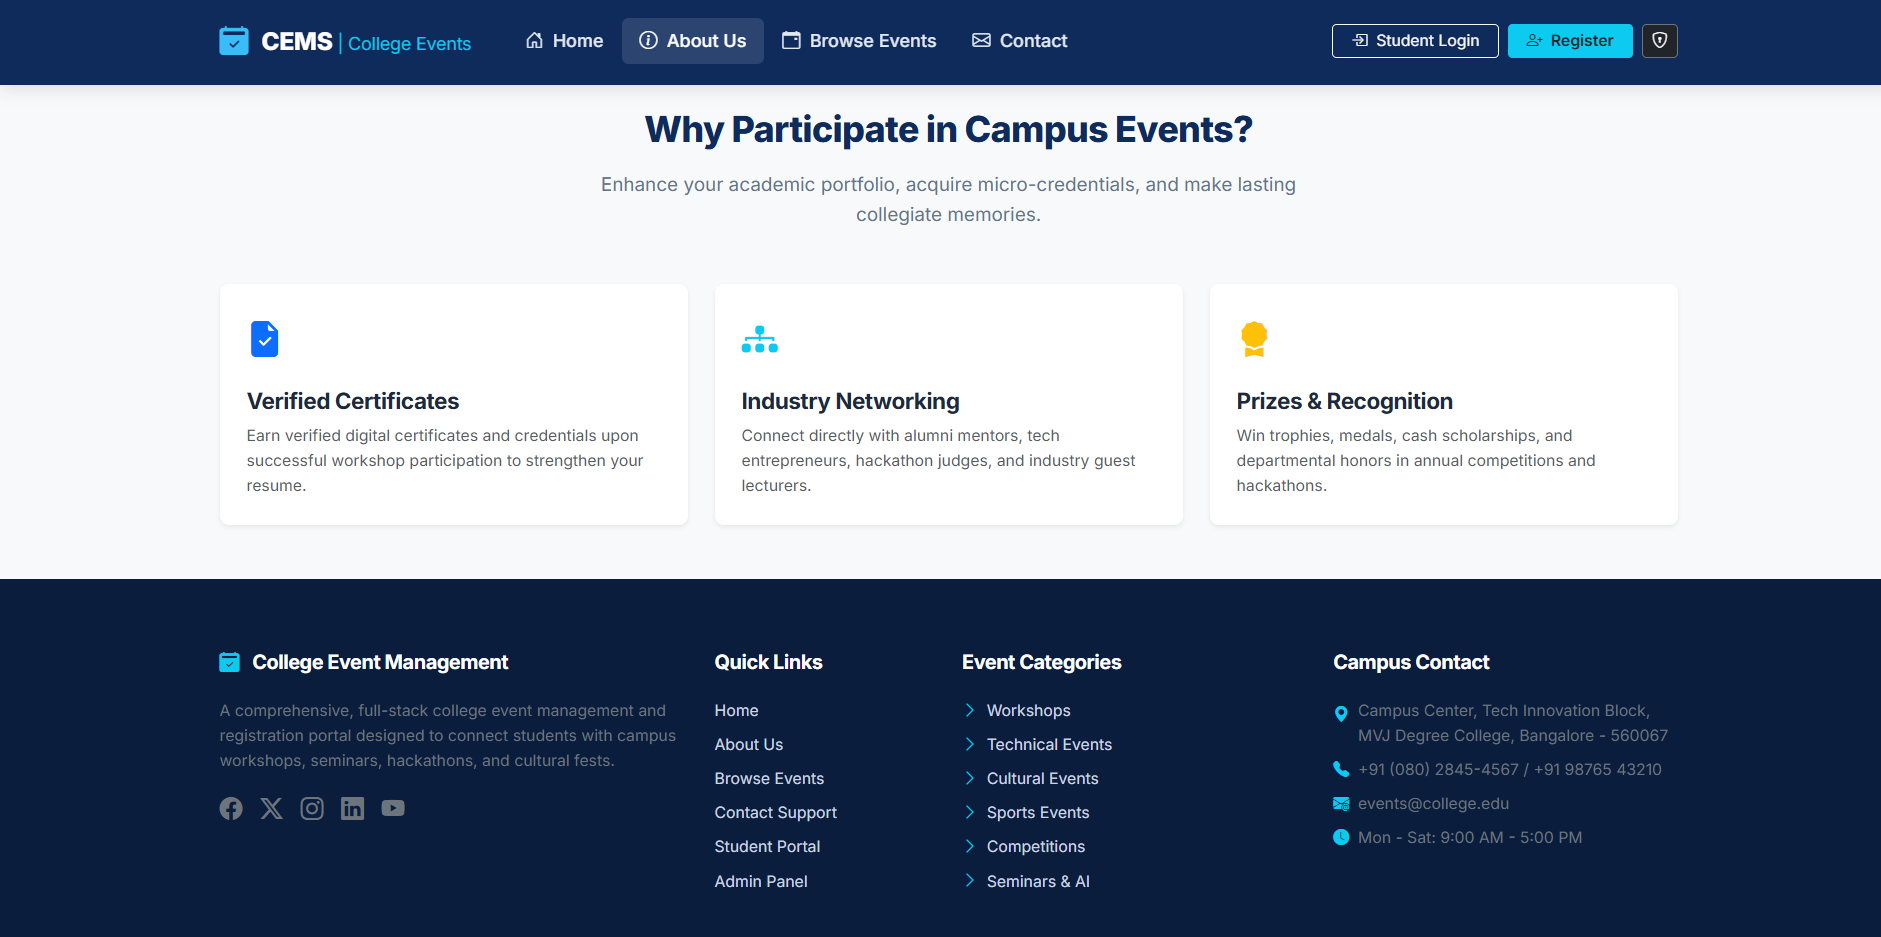 CEMS | College Events
Home
About Us
Browse Events
Contact
Student Login
Register
Why Participate in Campus Events?
Enhance your academic portfolio, acquire micro-credentials, and make lasting
collegiate memories.
Verified Certificates
Earn verified digital certificates and credentials upon
successful workshop participation to strengthen your
resume.
Industry Networking
Connect directly with alumni mentors, tech
entrepreneurs, hackathon judges, and industry guest
lecturers.
Prizes & Recognition
Win trophies, medals, cash scholarships, and
departmental honors in annual competitions and
hackathons.
College Event Management
A comprehensive, full-stack college event management and
registration portal designed to connect students with campus
workshops, seminars, hackathons, and cultural fests.
Quick Links
Home
About Us
Browse Events
Contact Support
Student Portal
Admin Panel
Event Categories
Workshops
Technical Events
Cultural Events
Sports Events
Competitions
Seminars & AI
Campus Contact
Campus Center, Tech Innovation Block,
MVJ Degree College, Bangalore - 560067
+91 (080) 2845-4567 / +91 98765 43210
events@college.edu
Mon - Sat: 9:00 AM - 5:00 PM